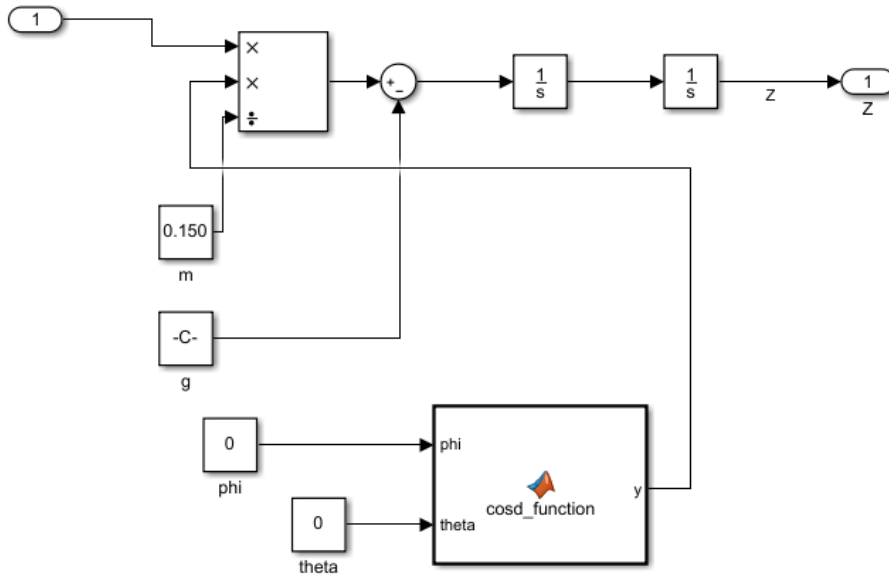 1
×
×
÷
+
−
1
s
1
s
Z
1
Z
0.150
m
-C-
g
0
phi
0
theta
phi
theta
y
cosd_function